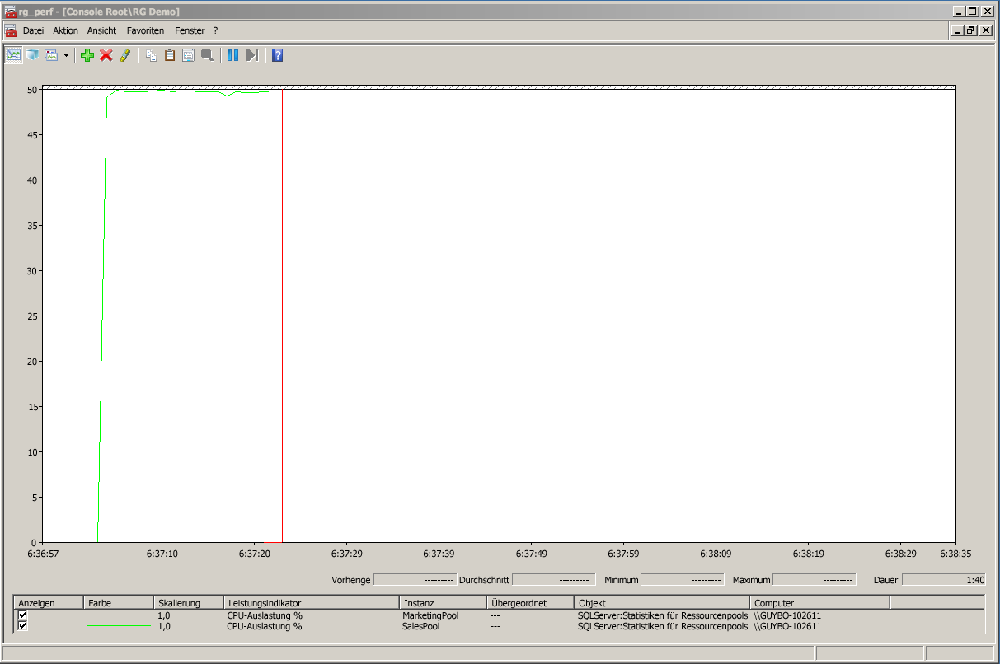 rg_perf - [Console Root\RG Demo]
Datei Aktion Ansicht Favoriten Fenster ?
50
45
40
35
30
25
20
15
10
5
0
6:36:57 6:37:10 6:37:20 6:37:29 6:37:39 6:37:49 6:37:59 6:38:09 6:38:19 6:38:29 6:38:35
Vorherige --------- Durchschnitt --------- Minimum --------- Maximum --------- Dauer 1:40
Anzeigen Farbe Skalierung Leistungsindikator Instanz Übergeordnet Objekt Computer
1,0 CPU-Auslastung % MarketingPool --- SQLServer:Statistiken für Ressourcenpools \\GUYBO-102611
1,0 CPU-Auslastung % SalesPool --- SQLServer:Statistiken für Ressourcenpools \\GUYBO-102611